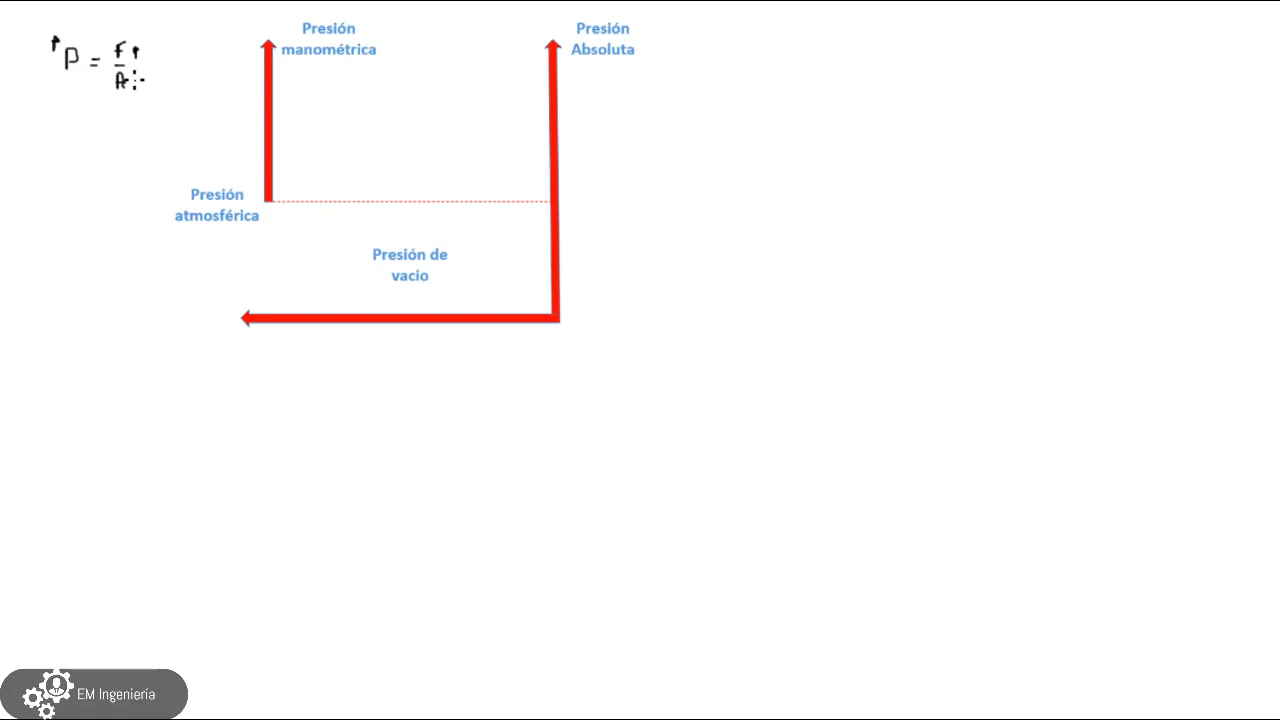 P = F
A
Presión
manométrica
Presión
Absoluta
Presión
atmosférica
Presión de
vacio
EM Ingeniería